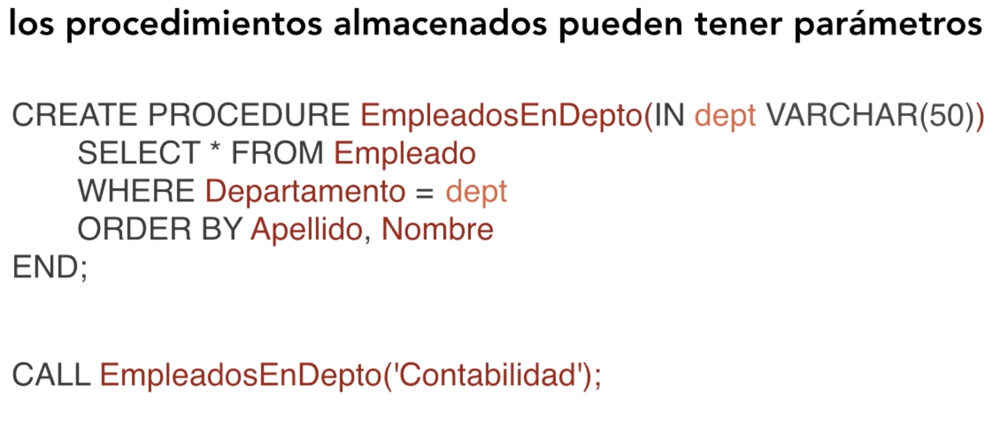 los procedimientos almacenados pueden tener parámetros
CREATE PROCEDURE EmpleadosEnDepto(IN dept VARCHAR(50))
SELECT * FROM Empleado
WHERE Departamento = dept
ORDER BY Apellido, Nombre
END;
CALL EmpleadosEnDepto('Contabilidad');